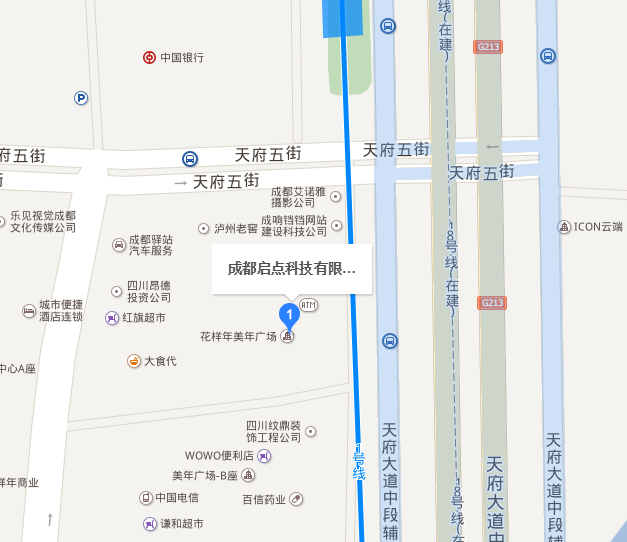 线(在建)
G213
中国银行
P
天府五街
天府五街
府五街
天府五街
天府五街
成都艾诺雅
摄影公司
乐见视觉成都
文化传媒公司
泸州老窖
成响铛铛网站
建设科技公司
ICON云端
成都驿站
汽车服务
18号线(在建)
成都启点科技有限...
四川昂德
投资公司
ATM
G213
城市便捷
酒店连锁
红旗超市
1
花样年美年广场
大食代
中心A座
四川纹鼎装
饰工程公司
1号线
天府大道中段辅
天府大道中
天府大道中段辅
WOWO便利店
美年广场-B座
样年商业
18号线(在
中国电信
百信药业
谦和超市